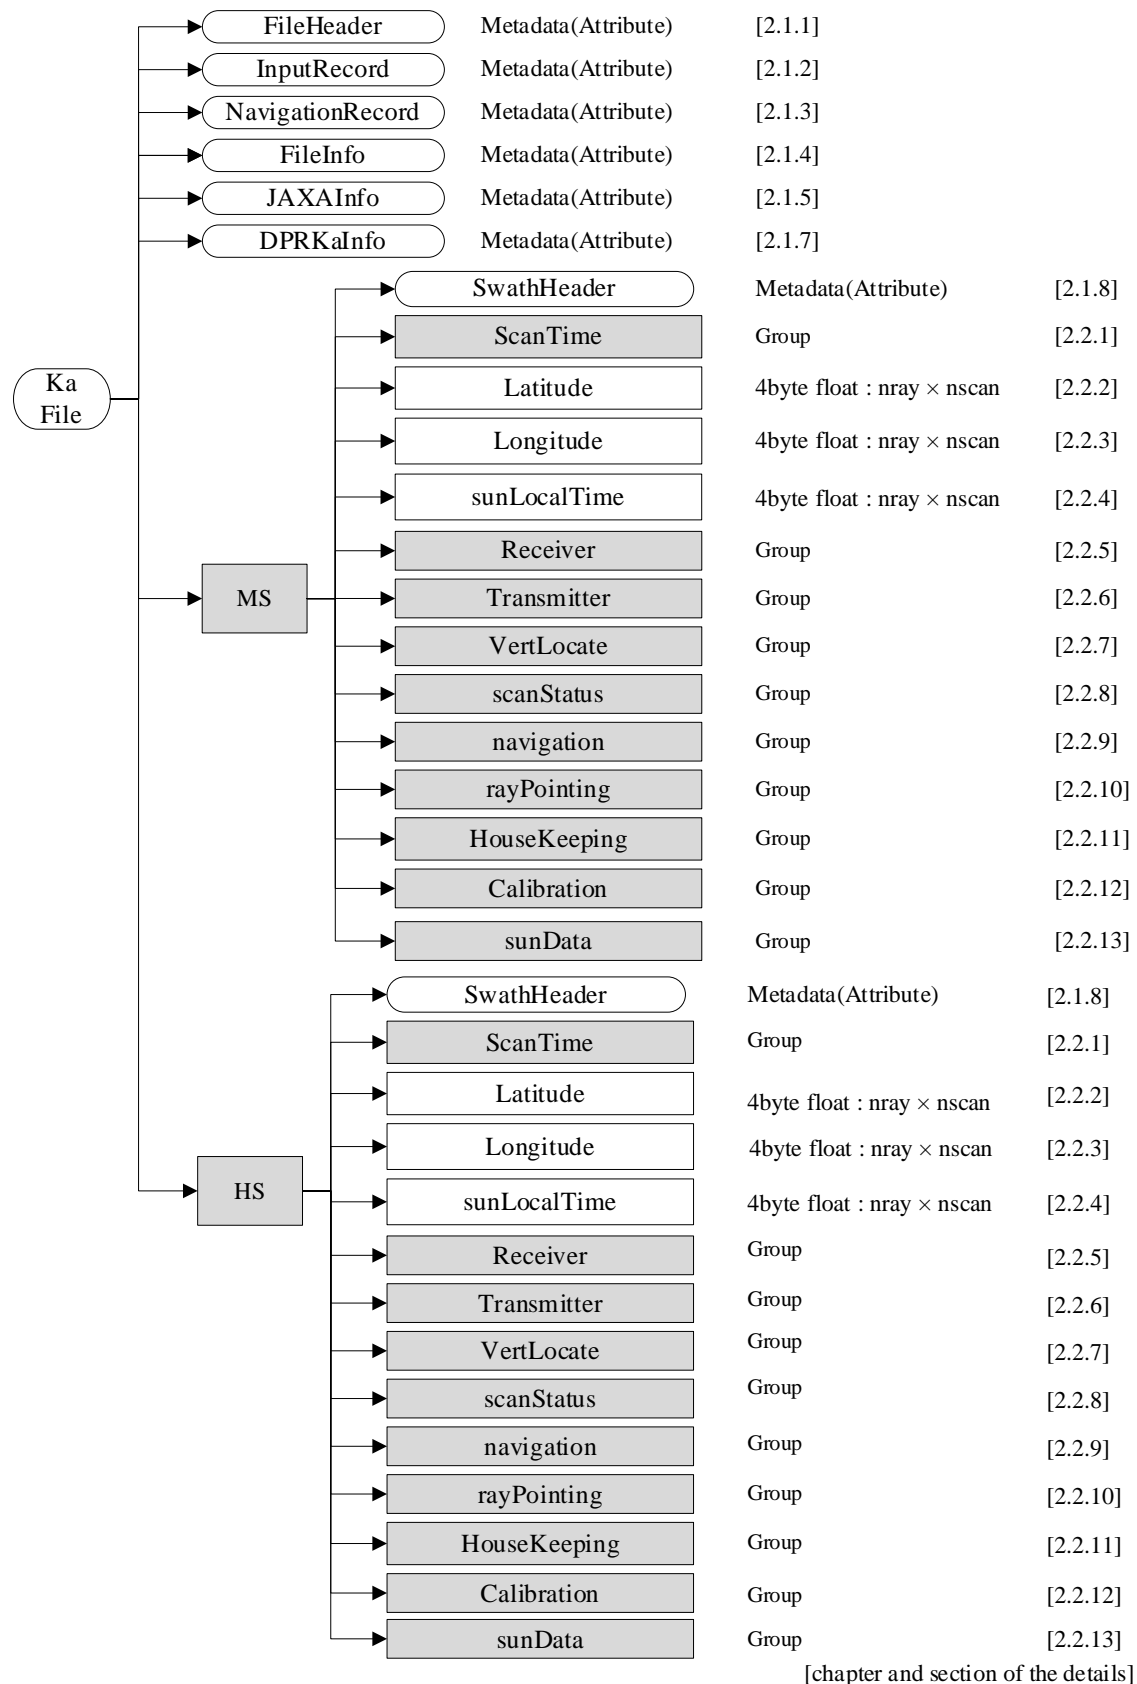 FileHeader Metadata(Attribute) [2.1.1]
InputRecord Metadata(Attribute) [2.1.2]
NavigationRecord Metadata(Attribute) [2.1.3]
FileInfo Metadata(Attribute) [2.1.4]
JAXAInfo Metadata(Attribute) [2.1.5]
DPRKaInfo Metadata(Attribute) [2.1.7]
SwathHeader Metadata(Attribute) [2.1.8]
ScanTime Group [2.2.1]
Ka
File
Latitude 4byte float : nray × nscan [2.2.2]
Longitude 4byte float : nray × nscan [2.2.3]
sunLocalTime 4byte float : nray × nscan [2.2.4]
Receiver Group [2.2.5]
MS
Transmitter Group [2.2.6]
VertLocate Group [2.2.7]
scanStatus Group [2.2.8]
navigation Group [2.2.9]
rayPointing Group [2.2.10]
HouseKeeping Group [2.2.11]
Calibration Group [2.2.12]
sunData Group [2.2.13]
SwathHeader Metadata(Attribute) [2.1.8]
ScanTime Group [2.2.1]
Latitude 4byte float : nray × nscan [2.2.2]
Longitude 4byte float : nray × nscan [2.2.3]
HS
sunLocalTime 4byte float : nray × nscan [2.2.4]
Receiver Group [2.2.5]
Transmitter Group [2.2.6]
VertLocate Group [2.2.7]
scanStatus Group [2.2.8]
navigation Group [2.2.9]
rayPointing Group [2.2.10]
HouseKeeping Group [2.2.11]
Calibration Group [2.2.12]
sunData Group [2.2.13]
[chapter and section of the details]